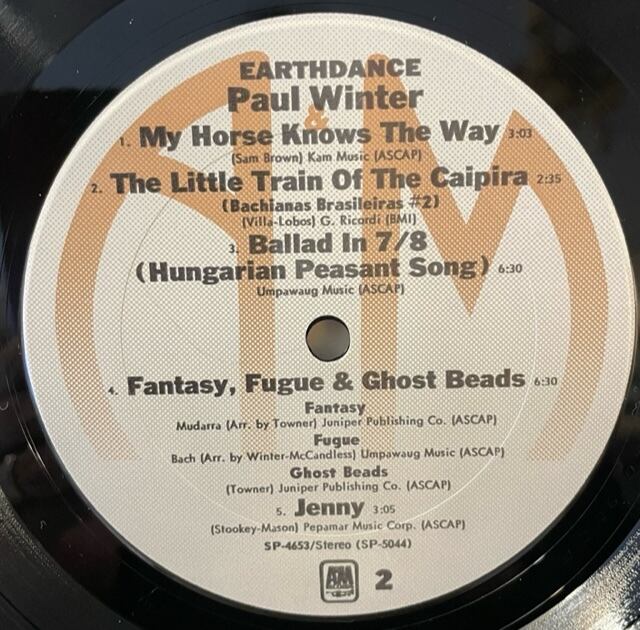 EARTHDANCE
Paul Winter
1. My Horse Knows The Way 3:03
(Sam Brown) Kam Music (ASCAP)
2. The Little Train Of The Caipira 2:35
(Bachianas Brasileiras #2)
(Villa-Lobos) G. Ricordi (BMI)
3. Ballad In 7/8
(Hungarian Peasant Song) 6:30
Umpawaug Music (ASCAP)
4. Fantasy, Fugue & Ghost Beads 6:30
Fantasy
Mudarra (Arr. by Towner) Juniper Publishing Co. (ASCAP)
Fugue
Bach (Arr. by Winter-McCandless) Umpawaug Music (ASCAP)
Ghost Beads
(Towner) Juniper Publishing Co. (ASCAP)
5. Jenny 3:05
(Stookey-Mason) Pepamar Music Corp. (ASCAP)
SP-4653/Stereo (SP-5044)
A&M 2